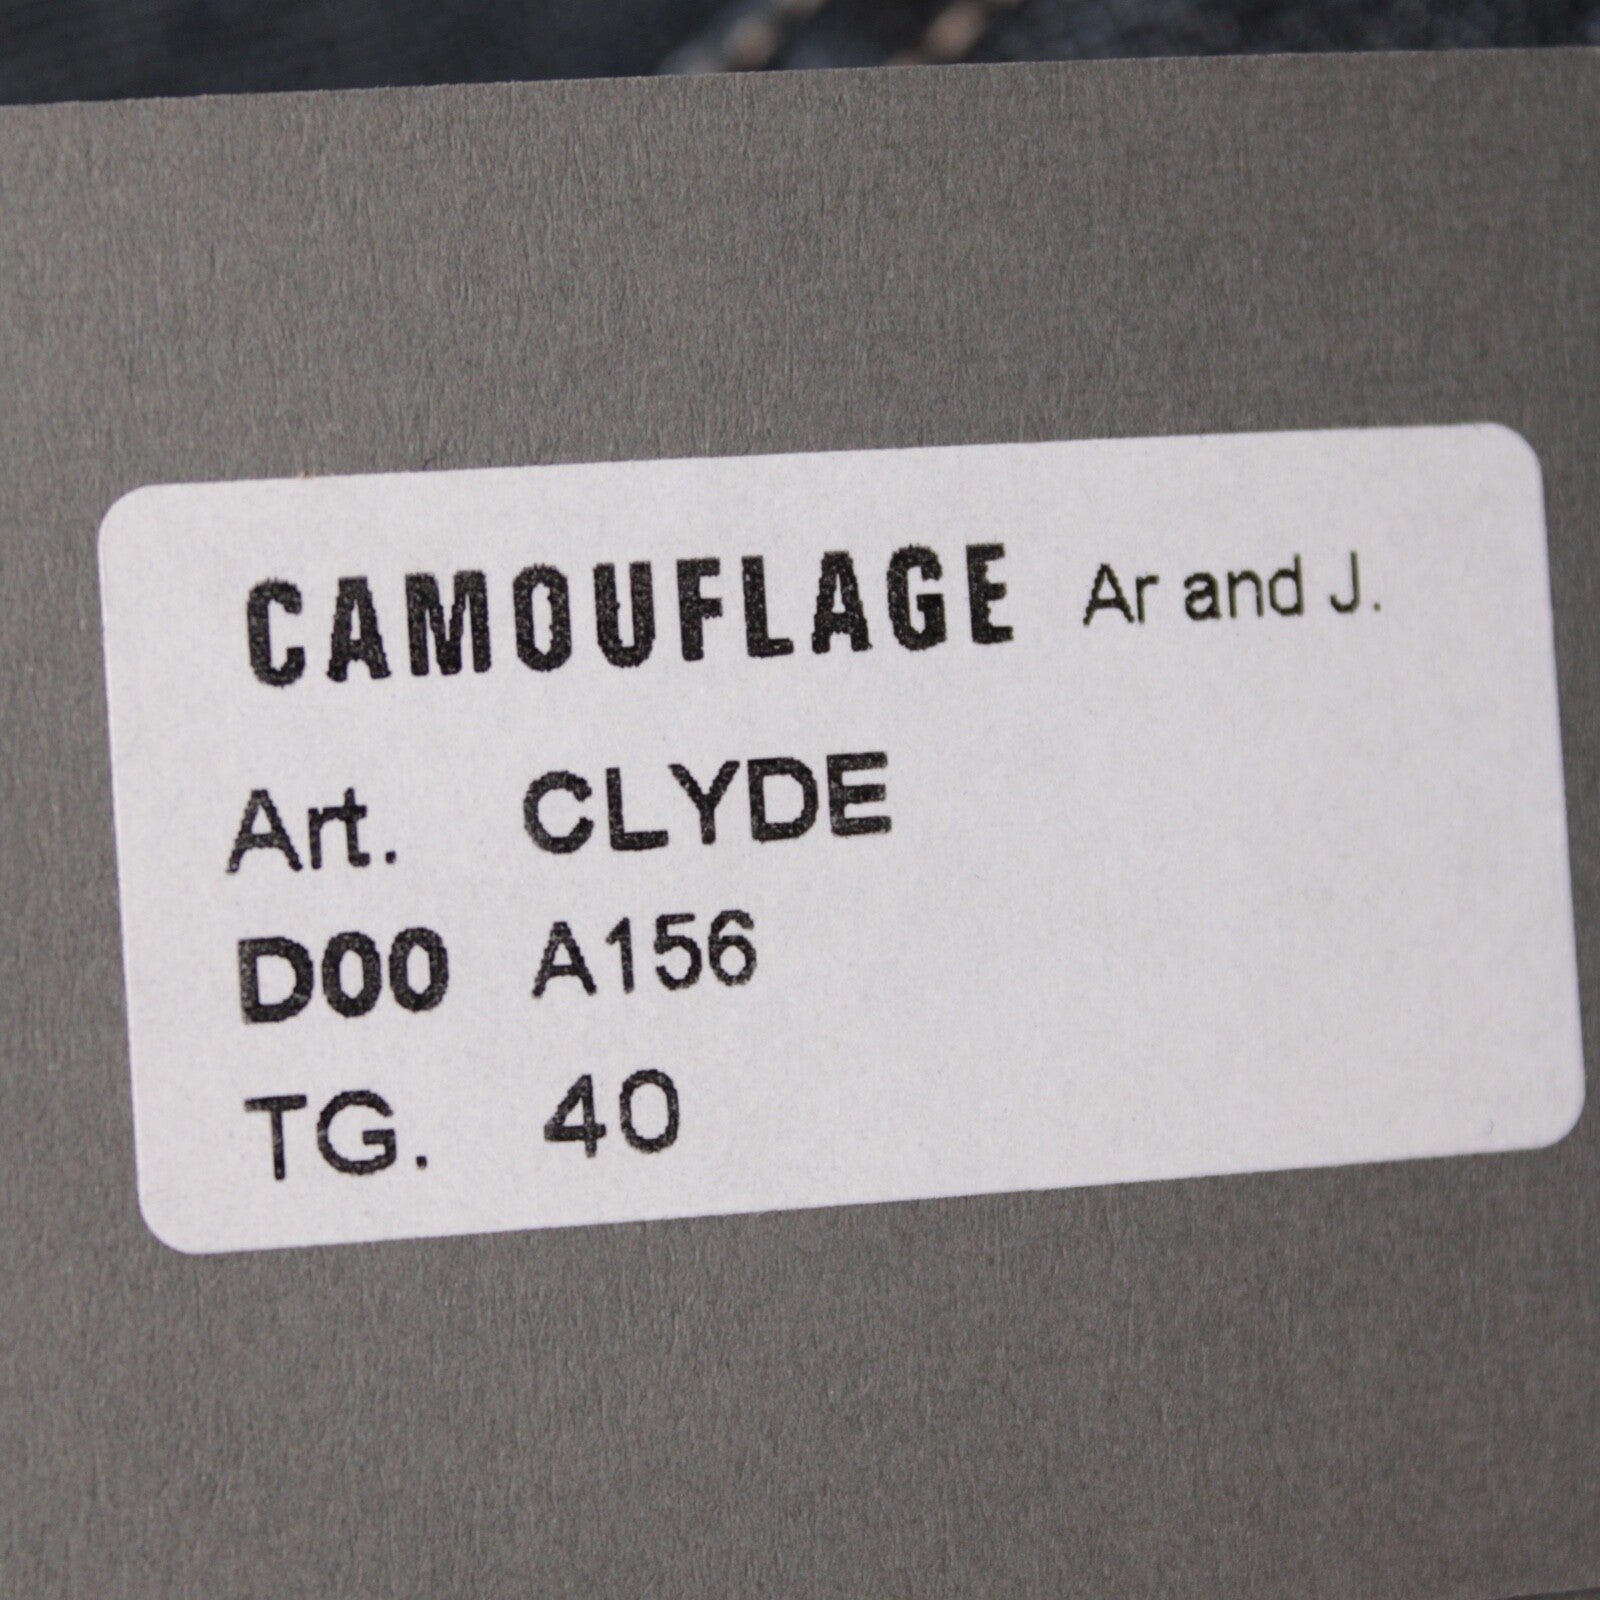 CAMOUFLAGE Ar and J.
Art. CLYDE
D00 A156
TG. 40